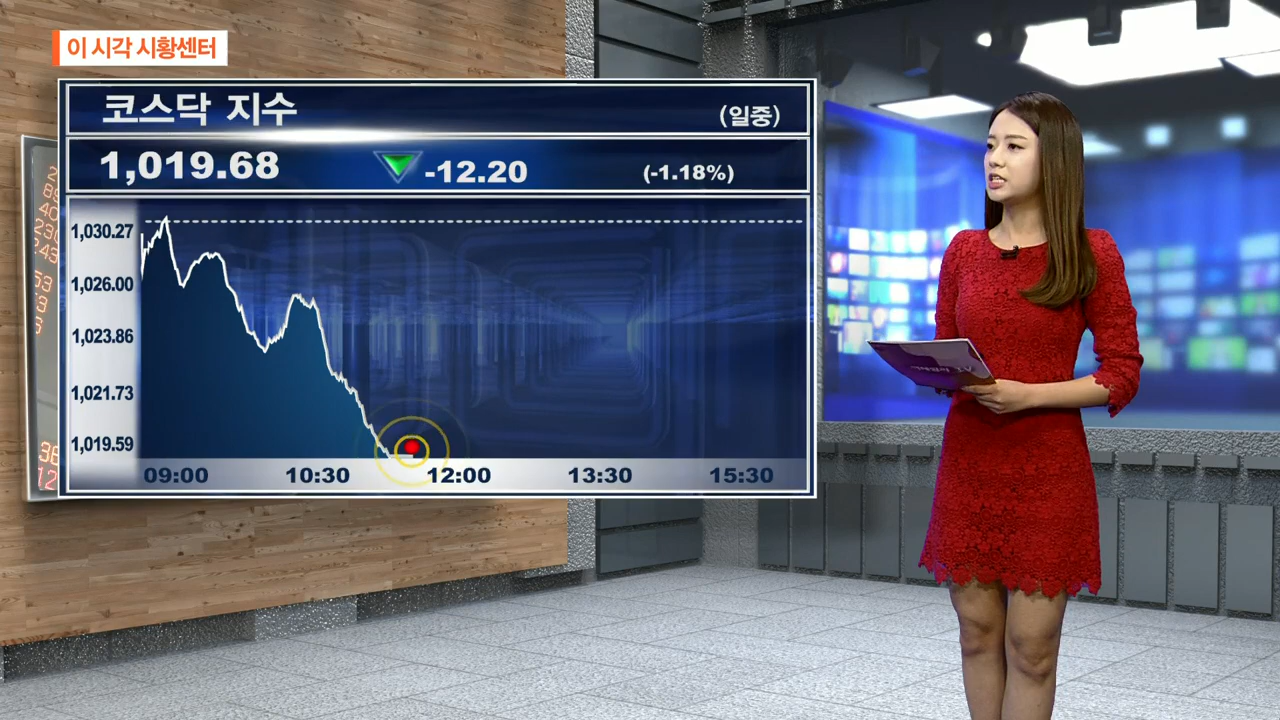 이 시각 시황센터
코스닥 지수
(일중)
1,019.68 ▼ -12.20 (-1.18%)
1,030.27
1,026.00
1,023.86
1,021.73
1,019.59
09:00 10:30 12:00 13:30 15:30